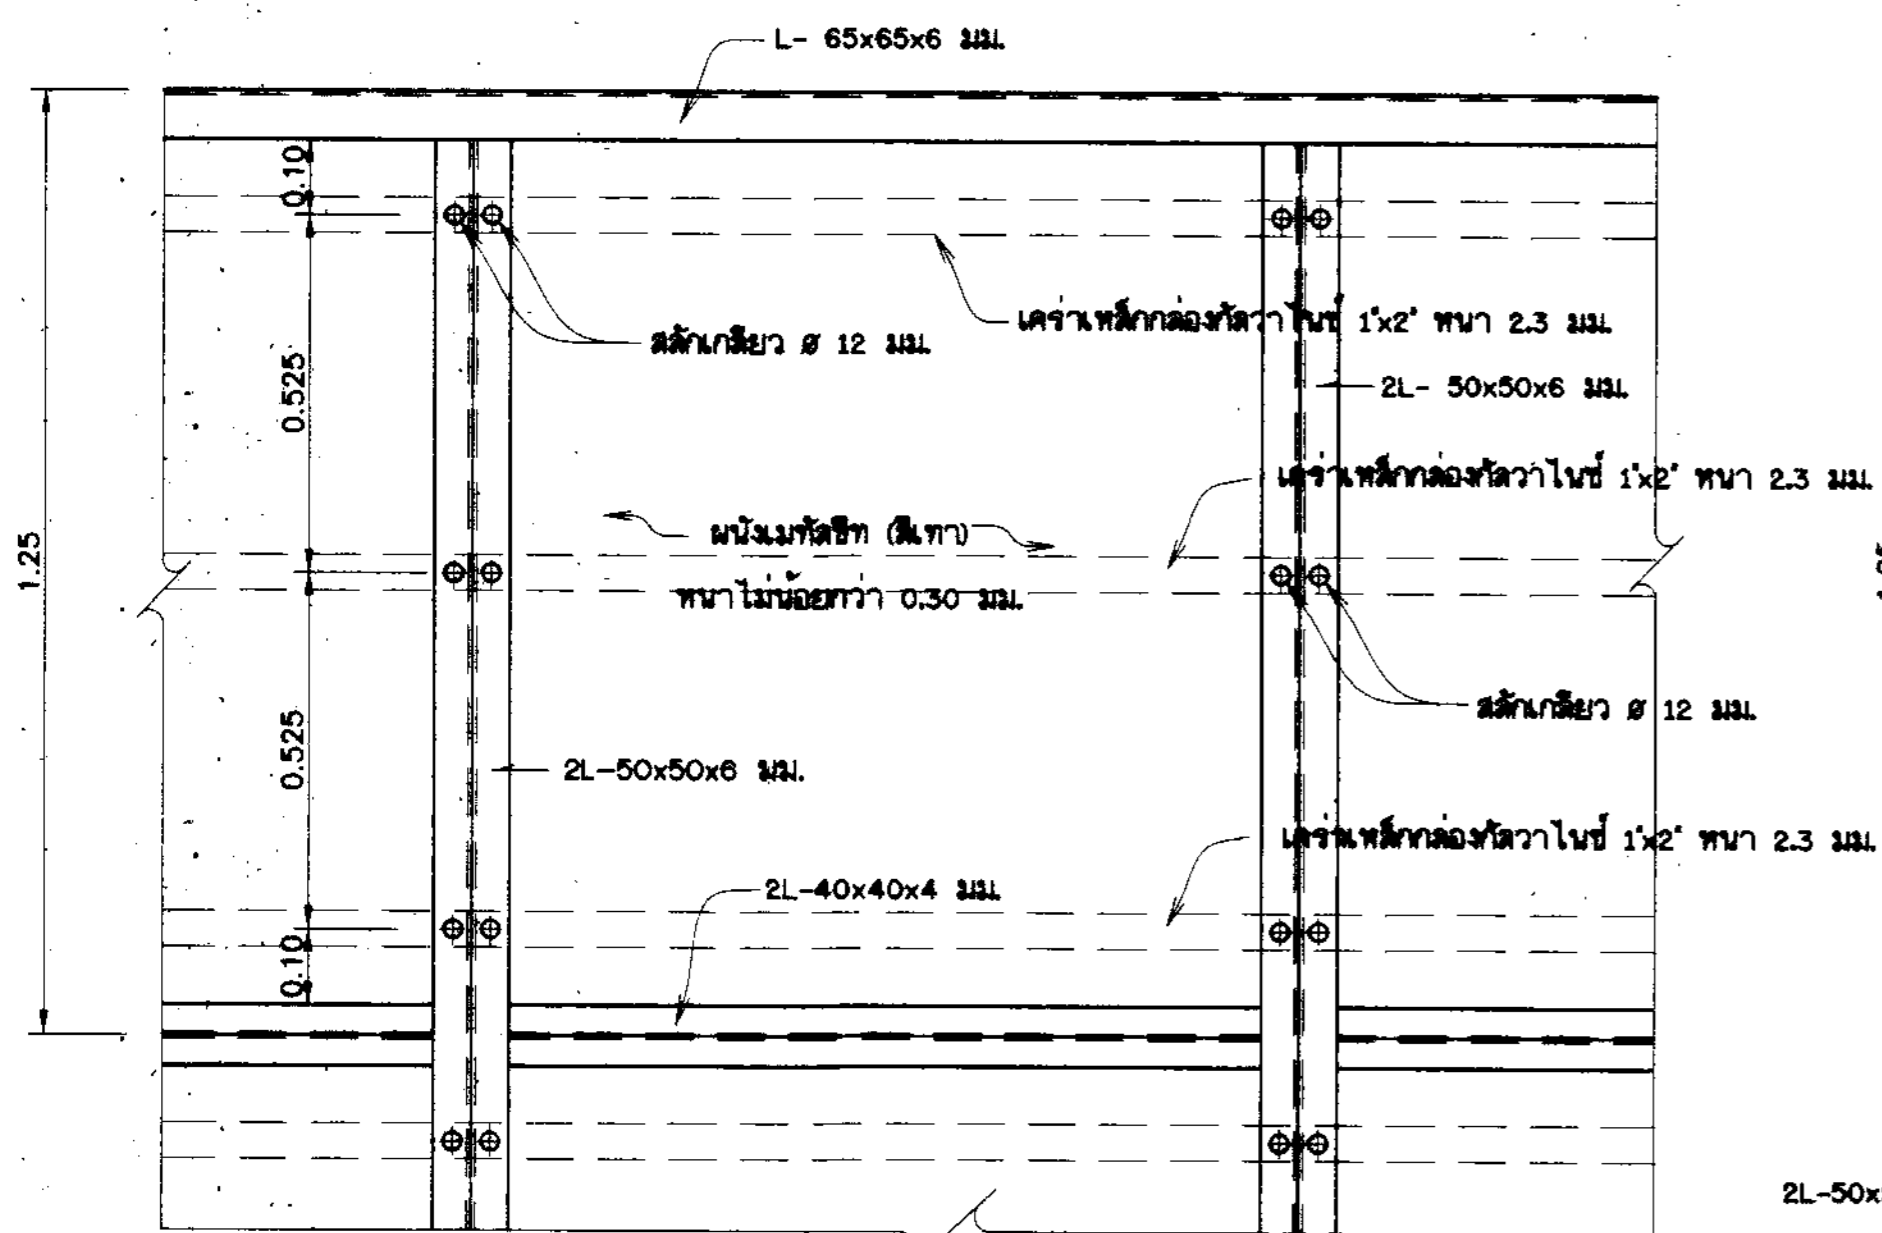 L- 65x65x6 มม.
0.10
เคร่าเหล็กกล่องกัลวาไนซ์ 1"x2" หนา 2.3 มม.
สลักเกลียว ø 12 มม.
0.525
2L- 50x50x6 มม.
เคร่าเหล็กกล่องกัลวาไนซ์ 1"x2" หนา 2.3 มม.
ผนังเมทัลชีท (สีเทา)
1.25
หนาไม่น้อยกว่า 0.30 มม.
สลักเกลียว ø 12 มม.
0.525
2L-50x50x6 มม.
เคร่าเหล็กกล่องกัลวาไนซ์ 1"x2" หนา 2.3 มม.
2L-40x40x4 มม.
0.10
2L-50x